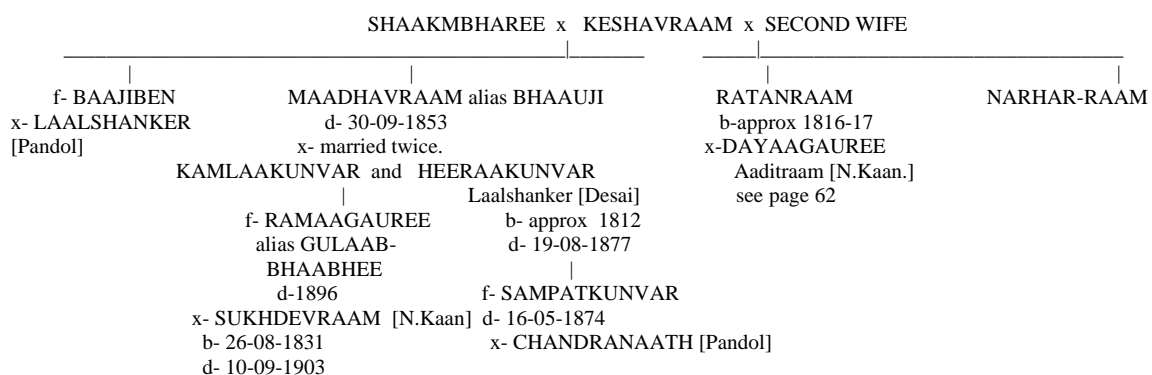 SHAAKMBHAREE x KESHAVRAAM x SECOND WIFE
f- BAAJIBEN MAADHAVRAAM alias BHAAUJI RATANRAAM NARHAR-RAAM
x- LAALSHANKER d- 30-09-1853 b-approx 1816-17
[Pandol] x- married twice. x-DAYAAGAUREE
KAMLAAKUNVAR and HEERAAKUNVAR Aaditraam [N.Kaan.]
Laalshanker [Desai] see page 62
f- RAMAAGAUREE b- approx 1812
alias GULAAB- d- 19-08-1877
BHAABHEE
d-1896 f- SAMPATKUNVAR
x- SUKHDEVRAAM [N.Kaan] d- 16-05-1874
b- 26-08-1831 x- CHANDRANAATH [Pandol]
d- 10-09-1903